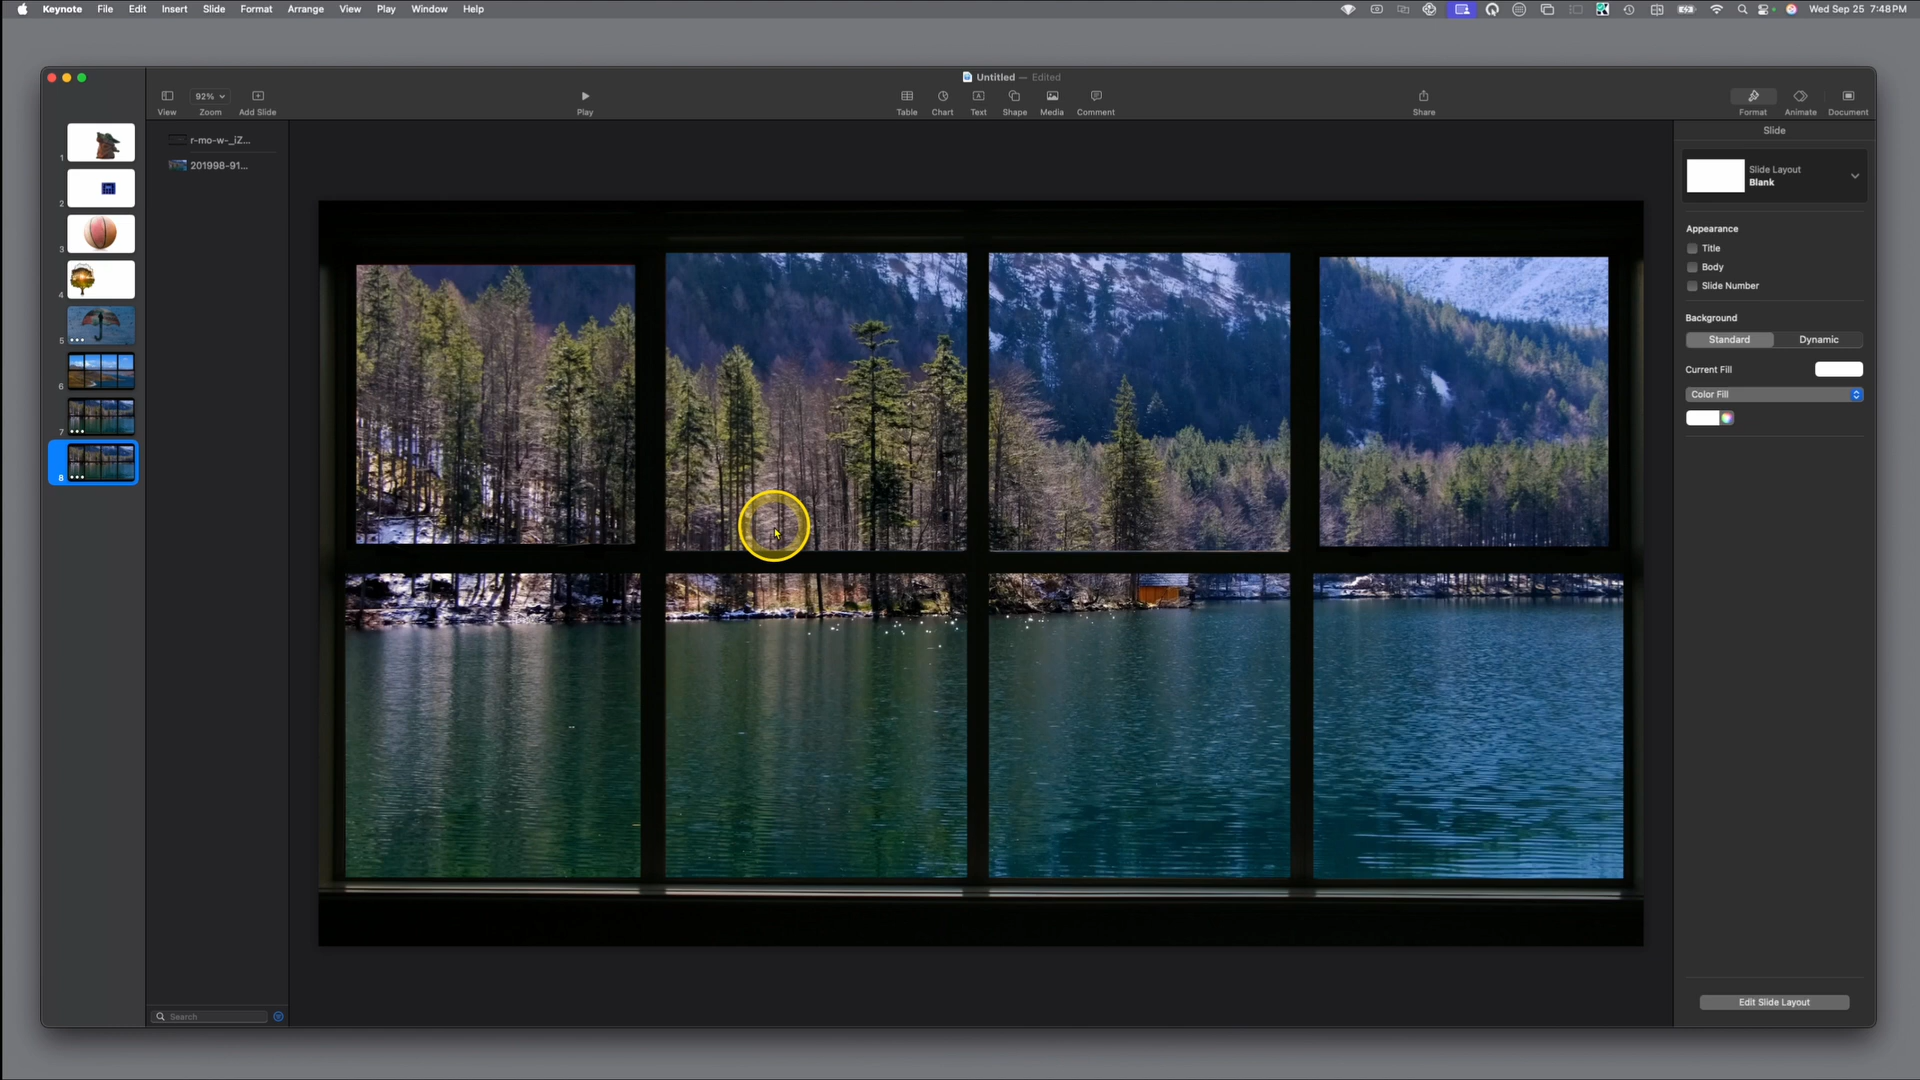 Keynote File Edit Insert Slide Format Arrange View Play Window Help Wed Sep 25 7:48 PM
Untitled — Edited
92%
View Zoom Add Slide Play Table Chart Text Shape Media Comment Share Format Animate Document
Slide
r-mo-w-_jZ...
201998-91...
1
2
3
4
5
6
7
8
Slide Layout
Blank
Appearance
Title
Body
Slide Number
Background
Standard Dynamic
Current Fill
Color Fill
Edit Slide Layout
Search